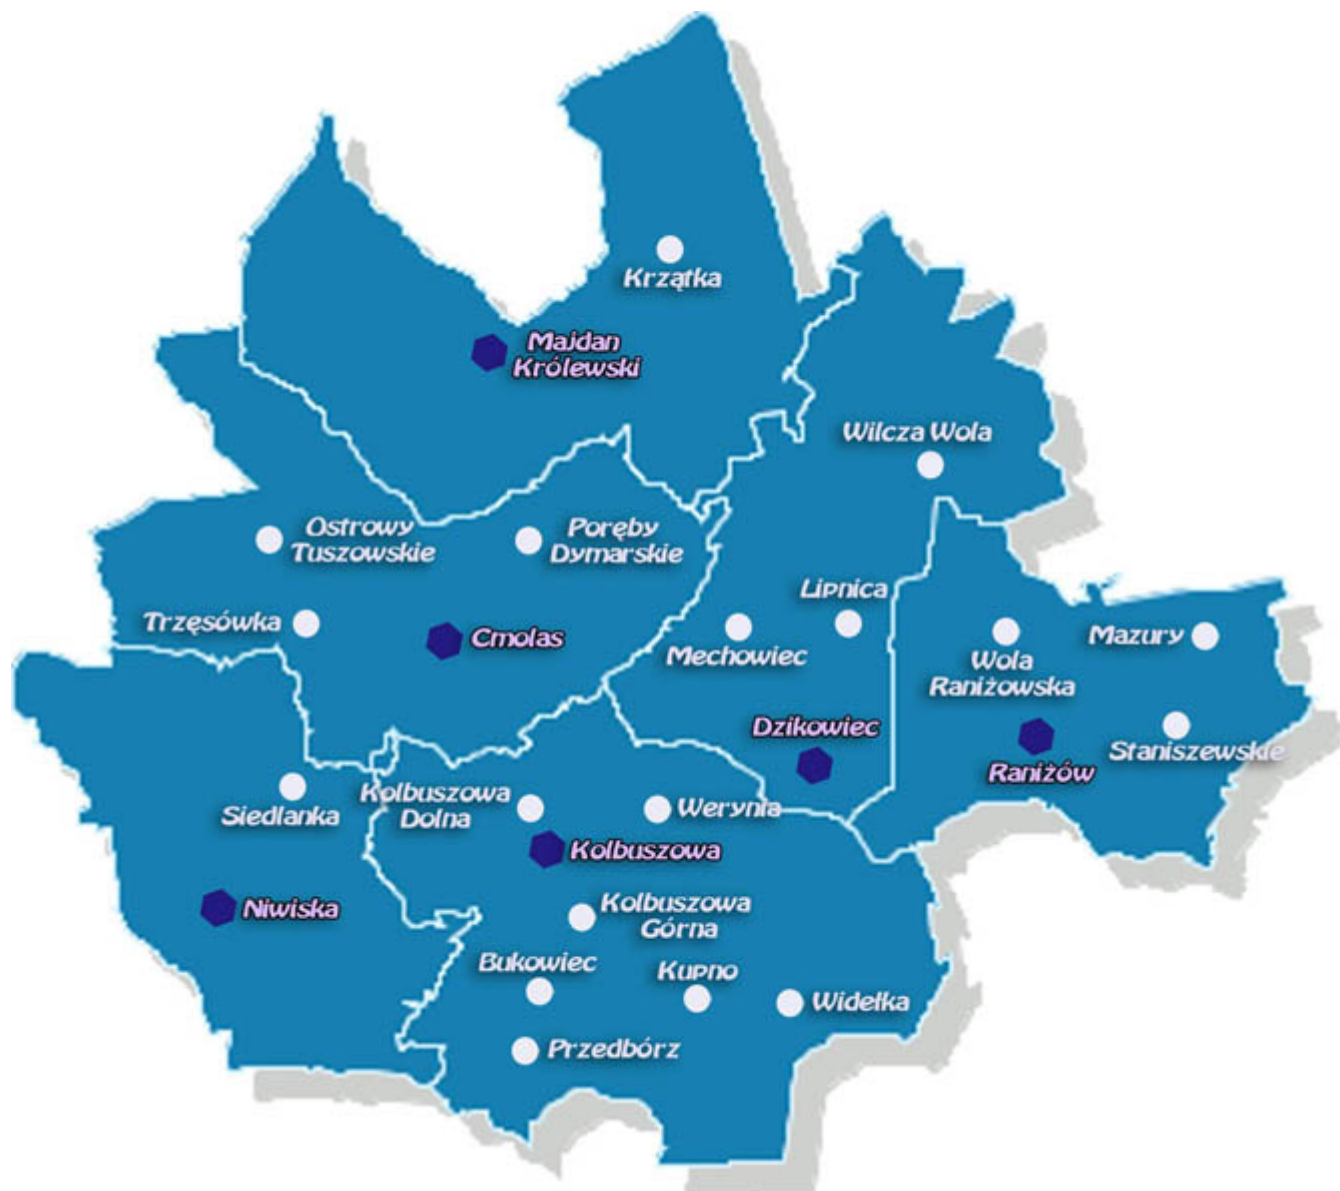 Krzątka
Majdan
Królewski
Wilcza Wola
Ostrowy
Tuszowskie
Poręby
Dymarskie
Lipnica
Trzęsówka
Cmolas
Mechowiec
Wola
Raniżowska
Mazury
Dzikowiec
Staniszewskie
Raniżów
Siedlanka
Kolbuszowa
Dolna
Werynia
Kolbuszowa
Niwiska
Kolbuszowa
Górna
Bukowiec
Kupno
Widełka
Przedbórz